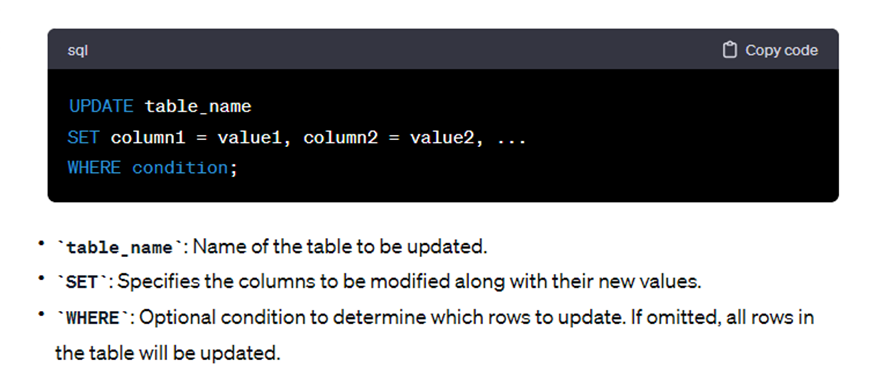 sql
Copy code
UPDATE table_name
SET column1 = value1, column2 = value2, ...
WHERE condition;
• `table_name`: Name of the table to be updated.
• `SET`: Specifies the columns to be modified along with their new values.
• `WHERE`: Optional condition to determine which rows to update. If omitted, all rows in
the table will be updated.